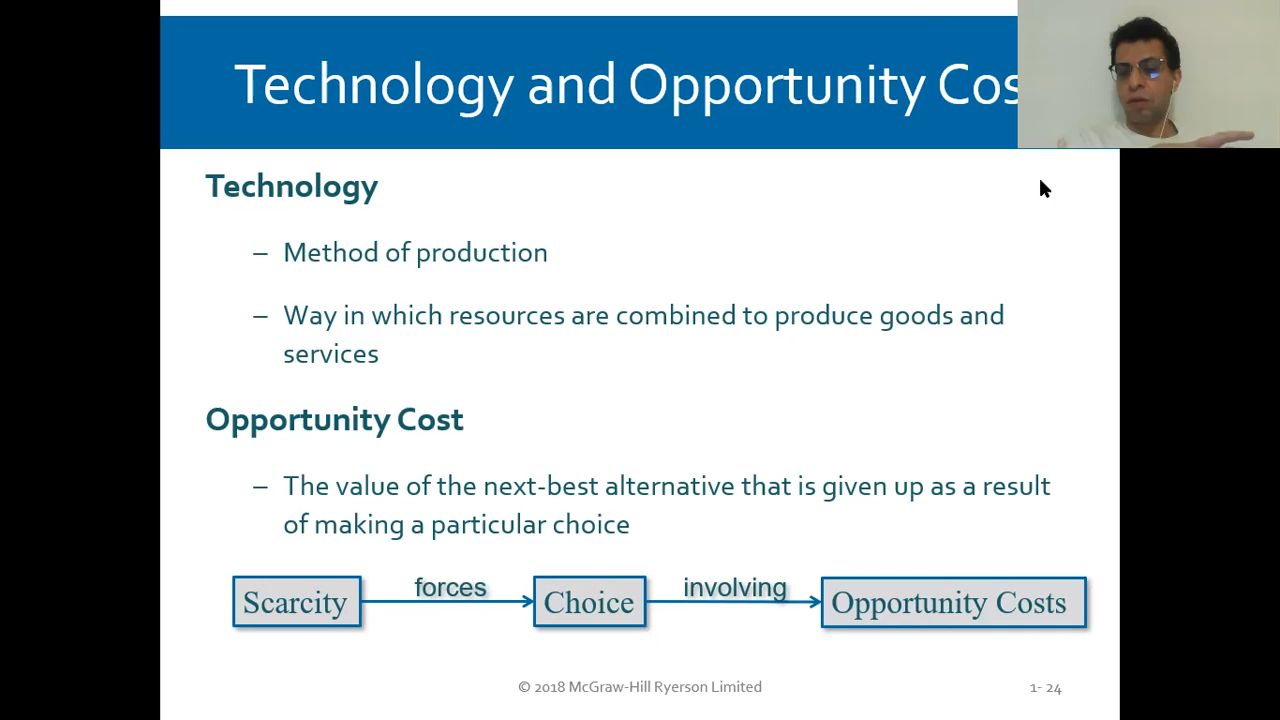 Technology and Opportunity Cos
Technology
– Method of production
– Way in which resources are combined to produce goods and
services
Opportunity Cost
– The value of the next-best alternative that is given up as a result
of making a particular choice
Scarcity forces Choice involving Opportunity Costs
© 2018 McGraw-Hill Ryerson Limited 1- 24